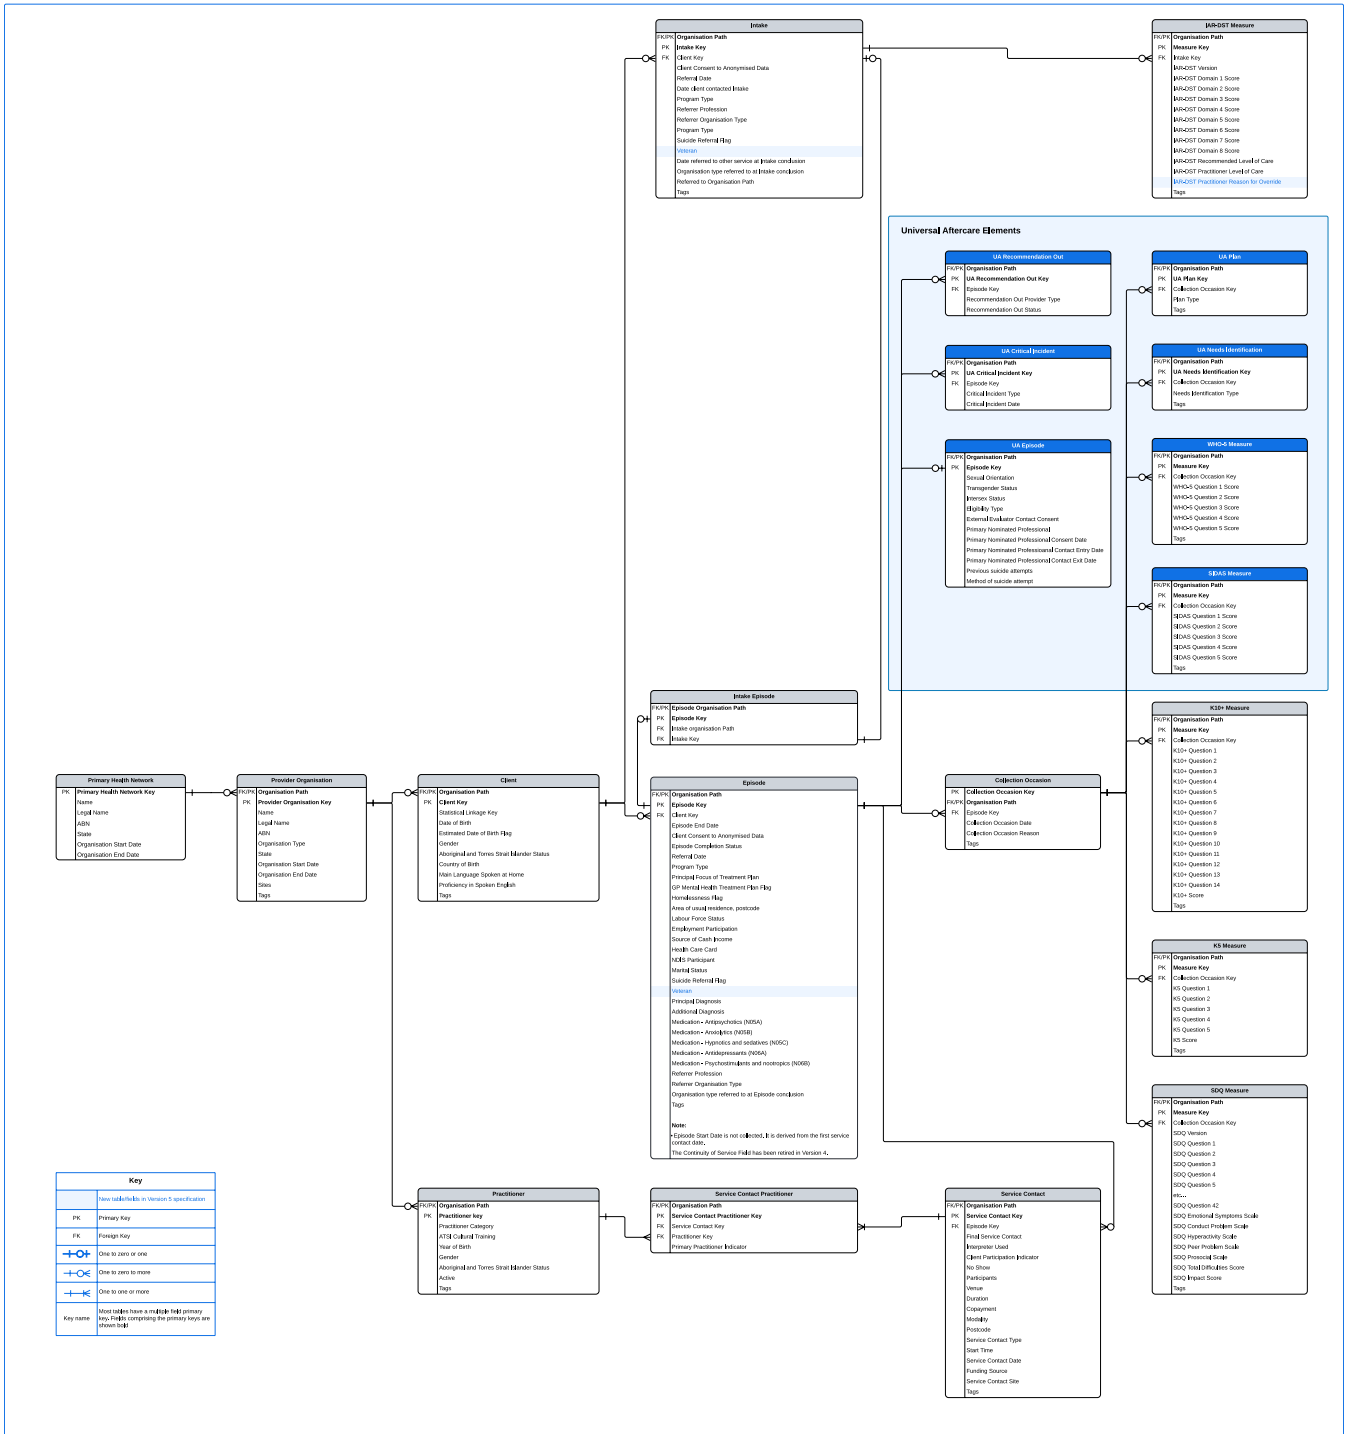 Intake
FK/PK Organisation Path
PK Intake Key
FK Client Key
Client Consent to Anonymised Data
Referral Date
Date client contacted Intake
Program Type
Referrer Profession
Referrer Organisation Type
Program Type
Suicide Referral Flag
Veteran
Date referred to other service at Intake conclusion
Organisation type referred to at Intake conclusion
Referred to Organisation Path
Tags
IAR-DST Measure
FK/PK Organisation Path
PK Measure Key
FK Intake Key
IAR-DST Version
IAR-DST Domain 1 Score
IAR-DST Domain 2 Score
IAR-DST Domain 3 Score
IAR-DST Domain 4 Score
IAR-DST Domain 5 Score
IAR-DST Domain 6 Score
IAR-DST Domain 7 Score
IAR-DST Domain 8 Score
IAR-DST Recommended Level of Care
IAR-DST Practitioner Level of Care
IAR-DST Practitioner Reason for Override
Tags
Universal Aftercare Elements
UA Recommendation Out
FK/PK Organisation Path
PK UA Recommendation Out Key
FK Episode Key
Recommendation Out Provider Type
Recommendation Out Status
UA Plan
FK/PK Organisation Path
PK UA Plan Key
FK Collection Occasion Key
Plan Type
Tags
UA Critical Incident
FK/PK Organisation Path
PK UA Critical Incident Key
FK Episode Key
Critical Incident Type
Critical Incident Date
UA Needs Identification
FK/PK Organisation Path
PK UA Needs Identification Key
FK Collection Occasion Key
Needs Identification Type
Tags
UA Episode
FK/PK Organisation Path
PK Episode Key
Sexual Orientation
Transgender Status
Intersex Status
Eligibility Type
External Evaluator Contact Consent
Primary Nominated Professional
Primary Nominated Professional Consent Date
Primary Nominated Professioanal Contact Entry Date
Primary Nominated Professional Contact Exit Date
Previous suicide attempts
Method of suicide attempt
WHO-5 Measure
FK/PK Organisation Path
PK Measure Key
FK Collection Occasion Key
WHO-5 Question 1 Score
WHO-5 Question 2 Score
WHO-5 Question 3 Score
WHO-5 Question 4 Score
WHO-5 Question 5 Score
Tags
SIDAS Measure
FK/PK Organisation Path
PK Measure Key
FK Collection Occasion Key
SIDAS Question 1 Score
SIDAS Question 2 Score
SIDAS Question 3 Score
SIDAS Question 4 Score
SIDAS Question 5 Score
Tags
Intake Episode
FK/PK Episode Organisation Path
PK Episode Key
FK Intake organisation Path
FK Intake Key
K10+ Measure
FK/PK Organisation Path
PK Measure Key
FK Collection Occasion Key
K10+ Question 1
K10+ Question 2
K10+ Question 3
K10+ Question 4
K10+ Question 5
K10+ Question 6
K10+ Question 7
K10+ Question 8
K10+ Question 9
K10+ Question 10
K10+ Question 11
K10+ Question 12
K10+ Question 13
K10+ Question 14
K10+ Score
Tags
Primary Health Network
PK Primary Health Network Key
Name
Legal Name
ABN
State
Organisation Start Date
Organisation End Date
Provider Organisation
FK/PK Organisation Path
PK Provider Organisation Key
Name
Legal Name
ABN
Organisation Type
State
Organisation Start Date
Organisation End Date
Sites
Tags
Client
FK/PK Organisation Path
PK Client Key
Statistical Linkage Key
Date of Birth
Estimated Date of Birth Flag
Gender
Aboriginal and Torres Strait Islander Status
Country of Birth
Main Language Spoken at Home
Proficiency in Spoken English
Tags
Episode
FK/PK Organisation Path
PK Episode Key
FK Client Key
Episode End Date
Client Consent to Anonymised Data
Episode Completion Status
Referral Date
Program Type
Principal Focus of Treatment Plan
GP Mental Health Treatment Plan Flag
Homelessness Flag
Area of usual residence, postcode
Labour Force Status
Employment Participation
Source of Cash Income
Health Care Card
NDIS Participant
Marital Status
Suicide Referral Flag
Veteran
Principal Diagnosis
Additional Diagnosis
Medication - Antipsychotics (N05A)
Medication - Anxiolytics (N05B)
Medication - Hypnotics and sedatives (N05C)
Medication - Antidepressants (N06A)
Medication - Psychostimulants and nootropics (N06B)
Referrer Profession
Referrer Organisation Type
Organisation type referred to at Episode conclusion
Tags
Note:
• Episode Start Date is not collected. It is derived from the first service
contact date.
The Continuity of Service Field has been retired in Version 4.
Collection Occasion
PK Collection Occasion Key
FK/PK Organisation Path
FK Episode Key
Collection Occasion Date
Collection Occasion Reason
Tags
K5 Measure
FK/PK Organisation Path
PK Measure Key
FK Collection Occasion Key
K5 Question 1
K5 Question 2
K5 Question 3
K5 Question 4
K5 Question 5
K5 Score
Tags
SDQ Measure
FK/PK Organisation Path
PK Measure Key
FK Collection Occasion Key
SDQ Version
SDQ Question 1
SDQ Question 2
SDQ Question 3
SDQ Question 4
SDQ Question 5
etc...
SDQ Question 42
SDQ Emotional Symptoms Scale
SDQ Conduct Problem Scale
SDQ Hyperactivity Scale
SDQ Peer Problem Scale
SDQ Prosocial Scale
SDQ Total Difficulties Score
SDQ Impact Score
Tags
Key
New table/fields in Version 5 specification
PK Primary Key
FK Foreign Key
One to zero or one
One to zero to more
One to one or more
Key name
Most tables have a multiple field primary
key. Fields comprising the primary keys are
shown bold
Practitioner
FK/PK Organisation Path
PK Practitioner key
Practitioner Category
ATSI Cultural Training
Year of Birth
Gender
Aboriginal and Torres Strait Islander Status
Active
Tags
Service Contact Practitioner
FK/PK Organisation Path
PK Service Contact Practitioner Key
FK Service Contact Key
FK Practitioner Key
Primary Practitioner Indicator
Service Contact
FK/PK Organisation Path
PK Service Contact Key
FK Episode Key
Final Service Contact
Interpreter Used
Client Participation Indicator
No Show
Participants
Venue
Duration
Copayment
Modality
Postcode
Service Contact Type
Start Time
Service Contact Date
Funding Source
Service Contact Site
Tags